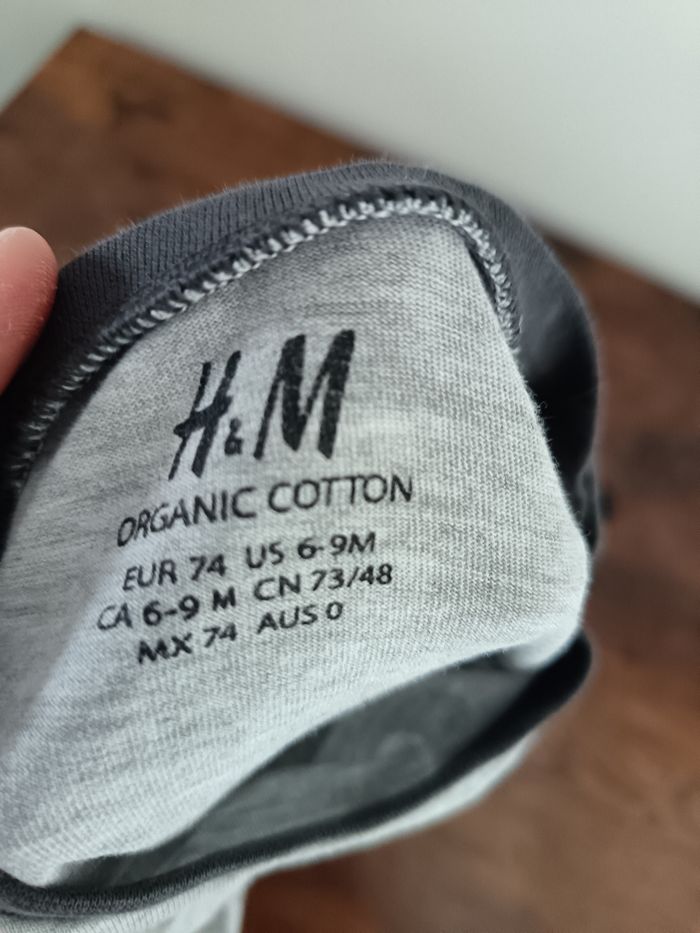 H&M
ORGANIC COTTON
EUR 74 US 6-9M
CA 6-9 M CN 73/48
MX 74 AUS 0